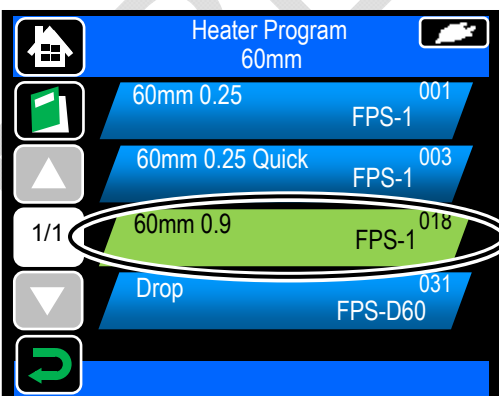 Heater Program
60mm
60mm 0.25 001
FPS-1
60mm 0.25 Quick 003
FPS-1
1/1
60mm 0.9 018
FPS-1
Drop 031
FPS-D60